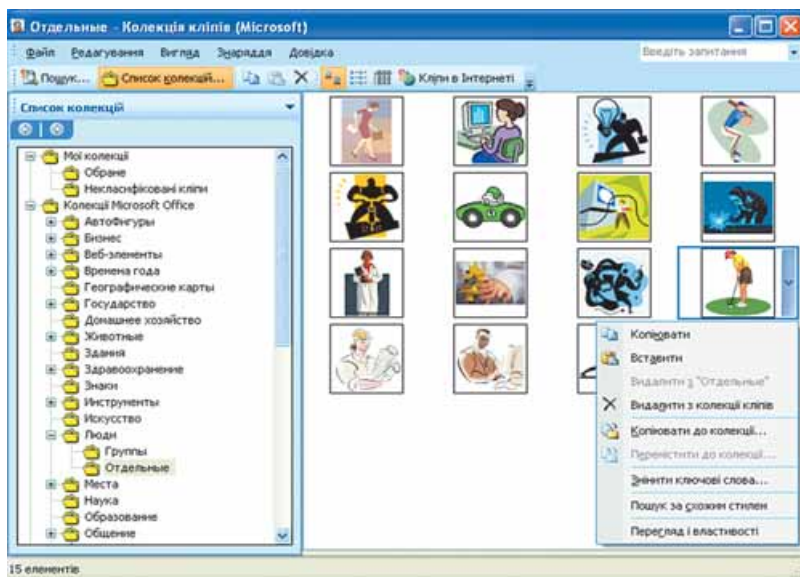 Отдельные - Колекція кліпів (Microsoft)
Файл Редагування Вигляд Знаряддя Довідка
Введіть запитання
Пошук... Список колекцій... Кліпи в Інтернеті
Список колекцій
Мої колекції
Обране
Некласифіковані кліпи
Колекції Microsoft Office
АвтоФигуры
Бизнес
Веб-элементы
Времена года
Географические карты
Государство
Домашнее хозяйство
Животные
Здания
Здравоохранение
Знаки
Инструменты
Искусство
Люди
Группы
Отдельные
Места
Наука
Образование
Общение
Копіювати
Вставити
Видалити з "Отдельные"
Видалити з колекції кліпів
Копіювати до колекції...
Перемістити до колекції...
Змінити ключові слова...
Пошук за схожим стилем
Перегляд і властивості
15 елементів